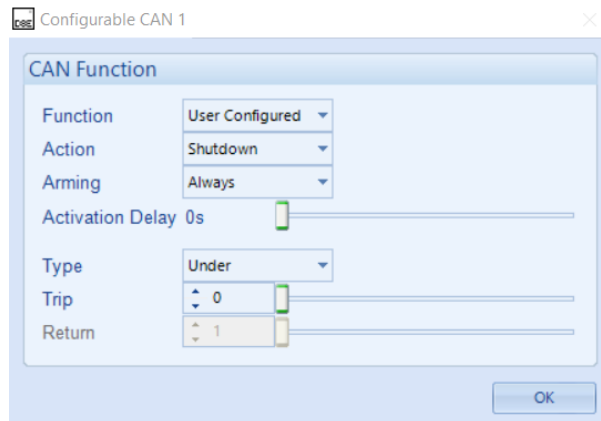 DSE Configurable CAN 1
CAN Function
Function User Configured
Action Shutdown
Arming Always
Activation Delay 0s
Type Under
Trip 0
Return 1
OK